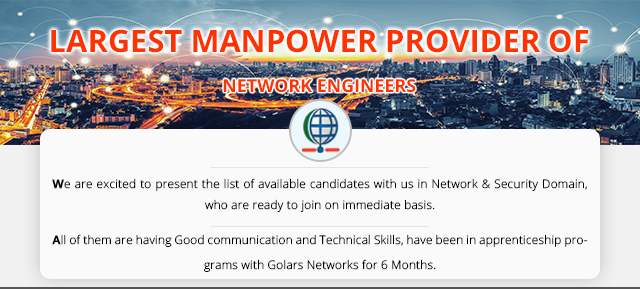 LARGEST MANPOWER PROVIDER OF
NETWORK ENGINEERS
We are excited to present the list of available candidates with us in Network & Security Domain,
who are ready to join on immediate basis.
All of them are having Good communication and Technical Skills, have been in apprenticeship pro-
grams with Golars Networks for 6 Months.